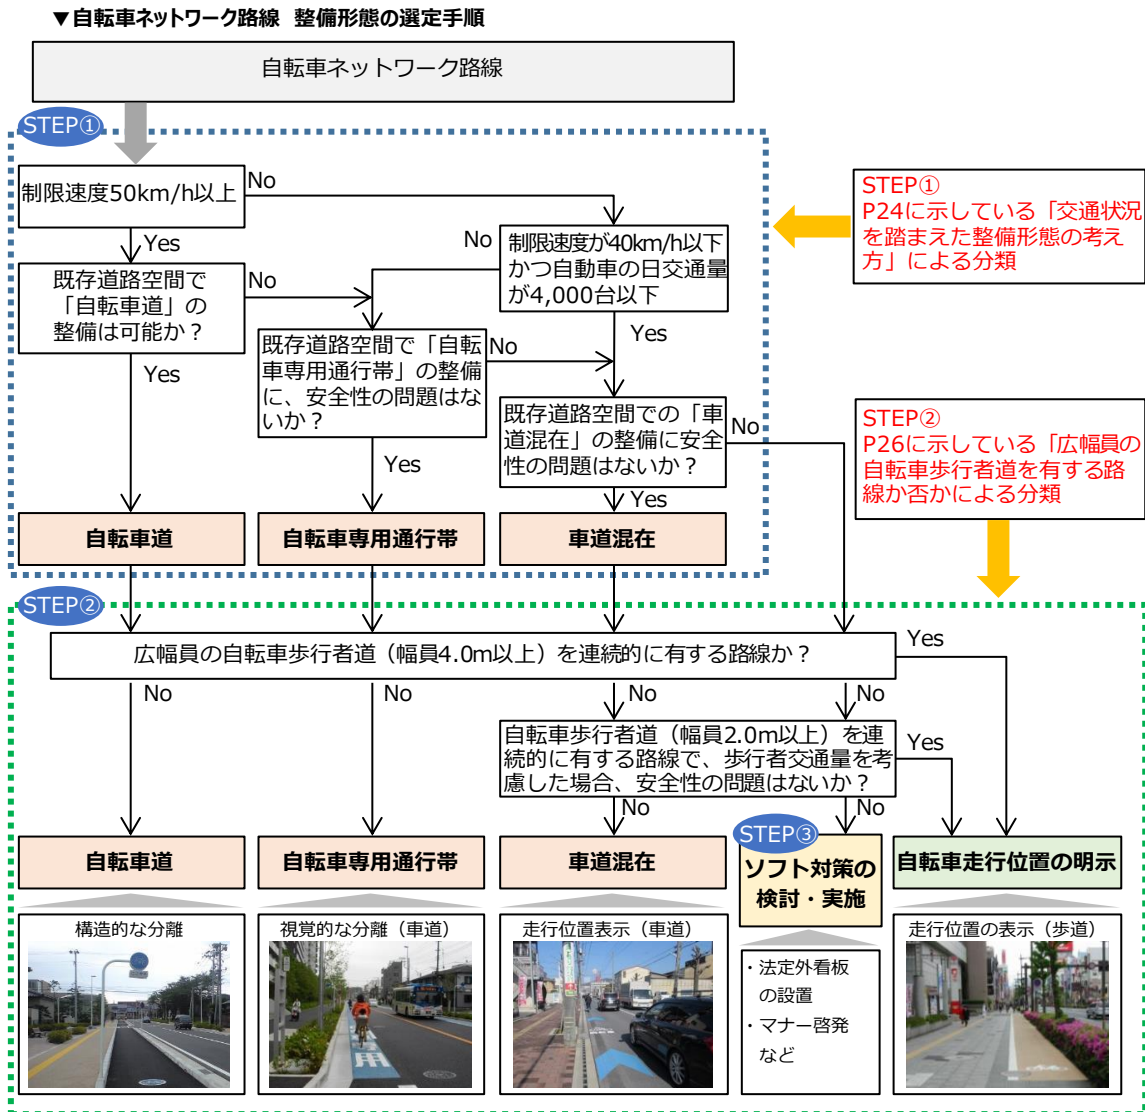 ▼自転車ネットワーク路線 整備形態の選定手順
自転車ネットワーク路線
STEP①
制限速度50km/h以上
No
Yes
STEP①
P24に示している「交通状況
を踏まえた整備形態の考え
方」による分類
制限速度が40km/h以下
かつ自動車の日交通量
が4,000台以下
No
Yes
既存道路空間で
「自転車道」の
整備は可能か？
No
Yes
既存道路空間で「自転
車専用通行帯」の整備
に、安全性の問題はな
いか？
No
Yes
既存道路空間での「車
道混在」の整備に安全
性の問題はないか？
No
Yes
STEP②
P26に示している「広幅員の
自転車歩行者道を有する路
線か否かによる分類
自転車道
自転車専用通行帯
車道混在
STEP②
広幅員の自転車歩行者道（幅員4.0m以上）を連続的に有する路線か？
Yes
No
No
No
No
自転車歩行者道（幅員2.0m以上）を連
続的に有する路線で、歩行者交通量を考
慮した場合、安全性の問題はないか？
Yes
No
No
自転車道
自転車専用通行帯
車道混在
STEP③
ソフト対策の
検討・実施
自転車走行位置の明示
構造的な分離
視覚的な分離（車道）
走行位置表示（車道）
・法定外看板
の設置
・マナー啓発
など
走行位置の表示（歩道）